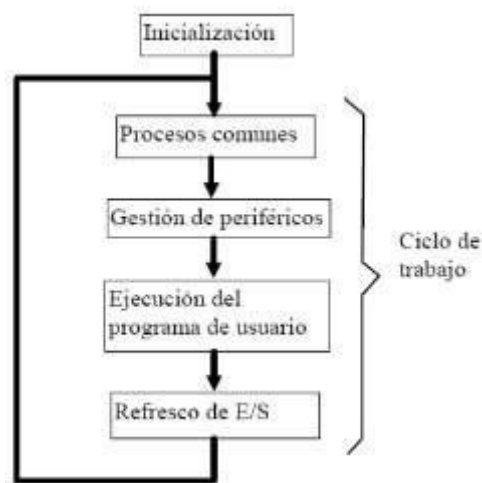 Inicialización
Procesos comunes
Gestión de periféricos
Ciclo de
trabajo
Ejecución del
programa de usuario
Refresco de E/S